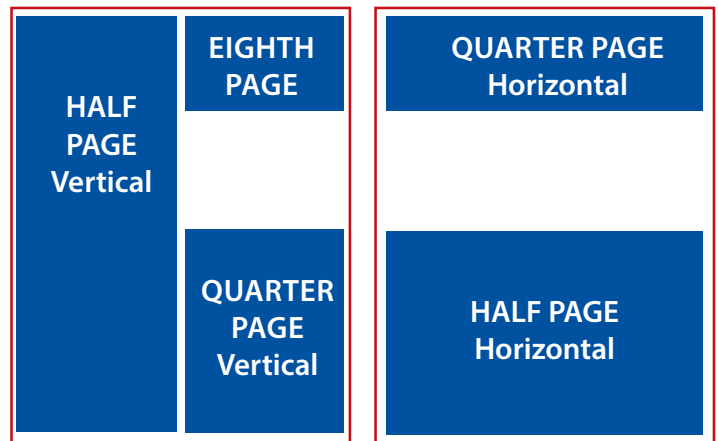 HALF
PAGE
Vertical
EIGHTH
PAGE
QUARTER
PAGE
Vertical
QUARTER PAGE
Horizontal
HALF PAGE
Horizontal